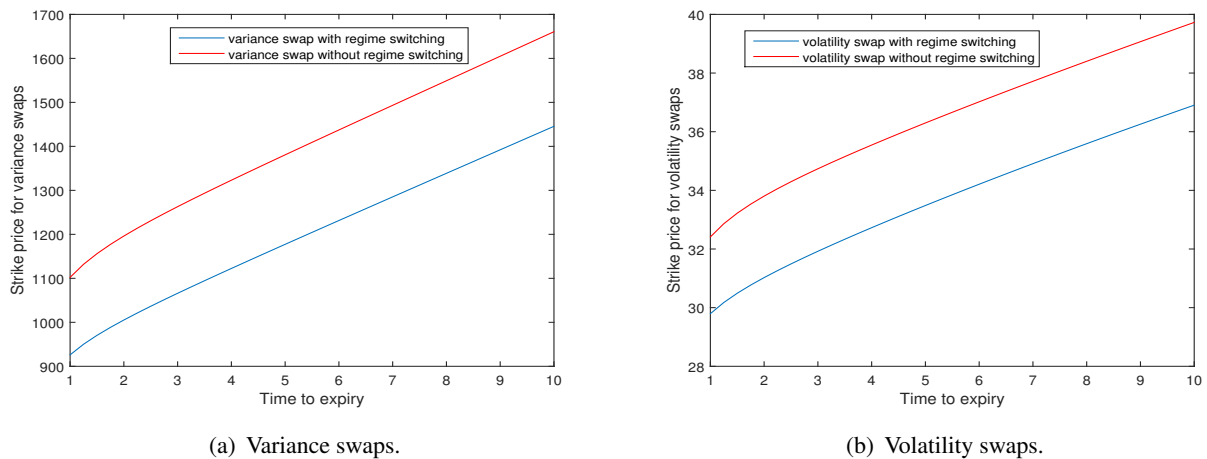 1700
1600
1500
1400
1300
1200
1100
1000
900
Strike price for variance swaps
variance swap with regime switching
variance swap without regime switching
1 2 3 4 5 6 7 8 9 10
Time to expiry
(a) Variance swaps.
40
38
36
34
32
30
28
Strike price for volatility swaps
volatility swap with regime switching
volatility swap without regime switching
1 2 3 4 5 6 7 8 9 10
Time to expiry
(b) Volatility swaps.